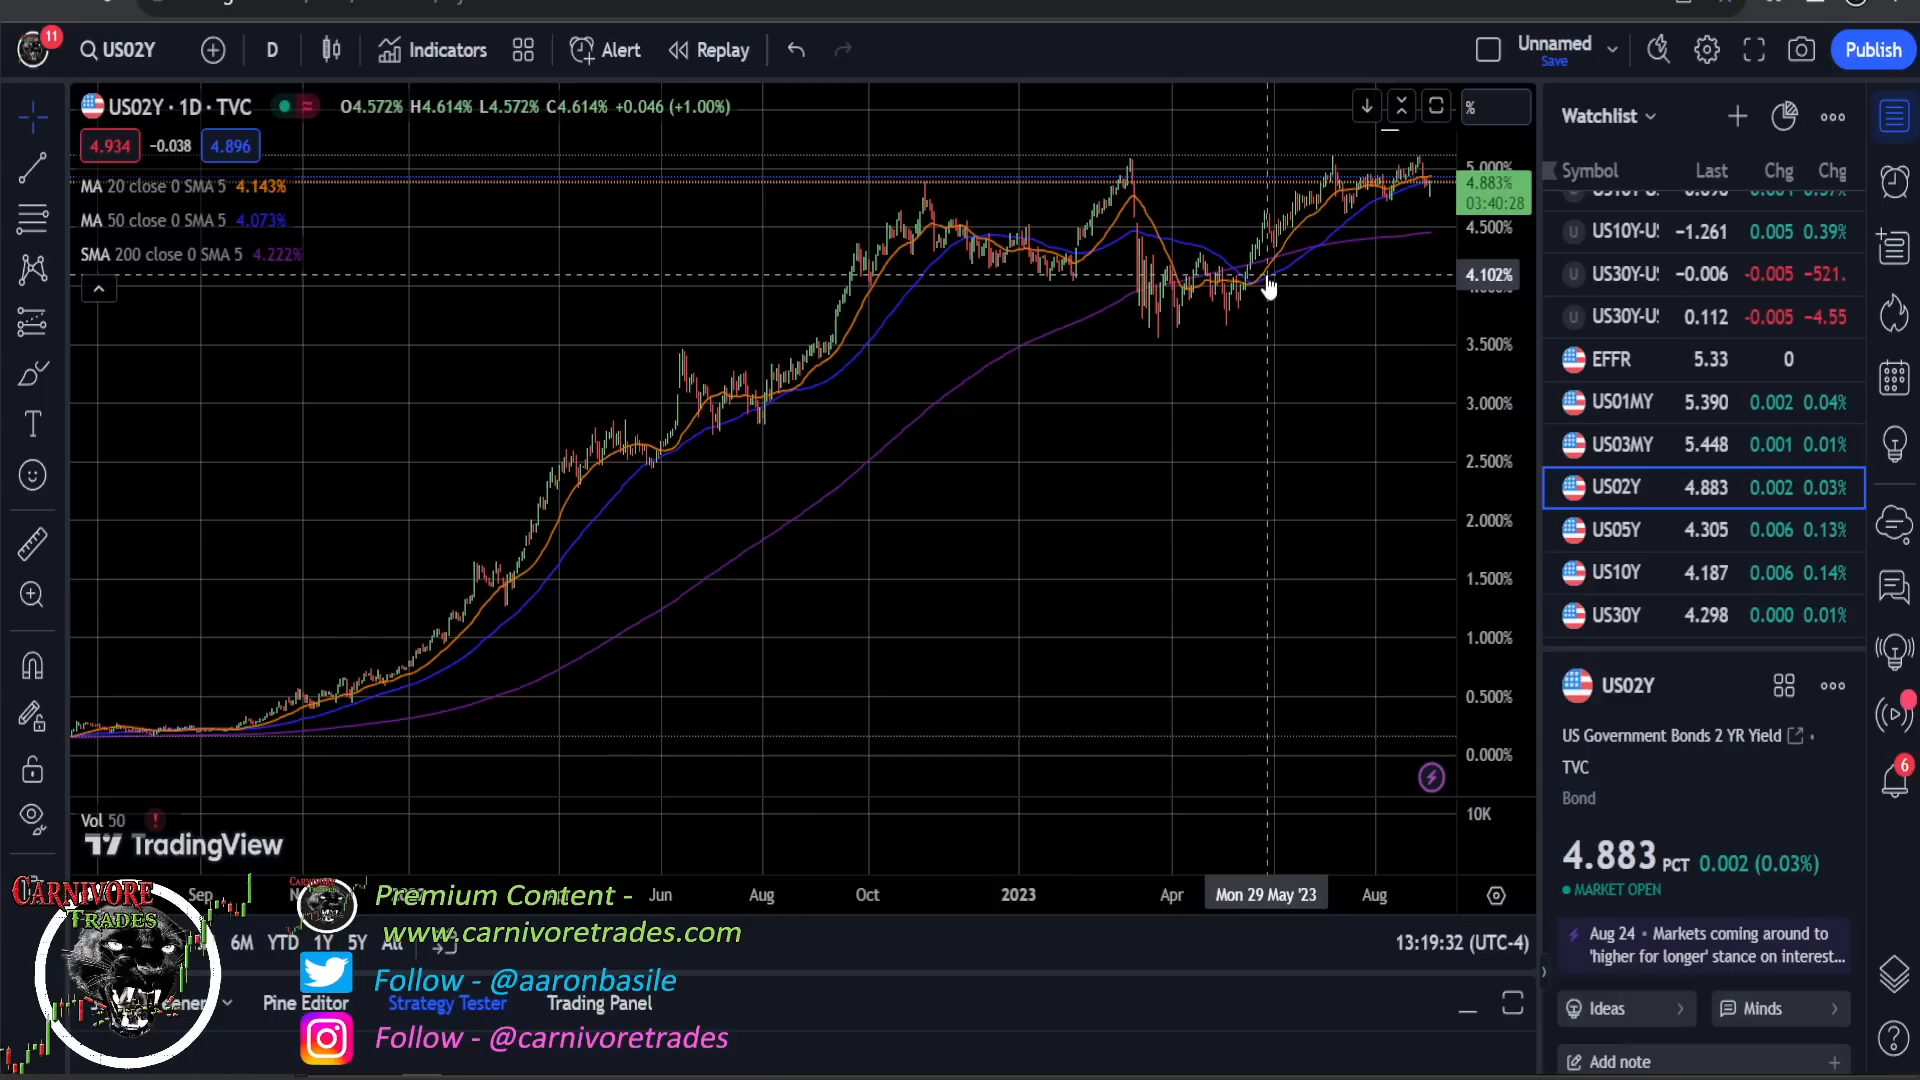 11
US02Y
D
Indicators
Alert
Replay
Unnamed
Save
Publish
US02Y · 1D · TVC
O4.572% H4.614% L4.572% C4.614% +0.046 (+1.00%)
4.934
−0.038
4.896
MA 20 close 0 SMA 5 4.143%
MA 50 close 0 SMA 5 4.073%
SMA 200 close 0 SMA 5 4.222%
%
5.000%
4.883%
03:40:28
4.500%
4.102%
3.500%
3.000%
2.500%
2.000%
1.500%
1.000%
0.500%
0.000%
10K
Vol 50
TradingView
Sep
Jun
Aug
Oct
2023
Apr
Mon 29 May '23
Aug
6M YTD 1Y 5Y All
13:19:32 (UTC-4)
Pine Editor
Strategy Tester
Trading Panel
CARNIVORE
TRADES
Premium Content -
www.carnivoretrades.com
Follow - @aaronbasile
Follow - @carnivoretrades
Watchlist
Symbol Last Chg Chg
US10Y-U −1.261 0.005 0.39%
US30Y-U −0.006 −0.005 −521.
US30Y-U 0.112 −0.005 −4.55
EFFR 5.33 0
US01MY 5.390 0.002 0.04%
US03MY 5.448 0.001 0.01%
US02Y 4.883 0.002 0.03%
US05Y 4.305 0.006 0.13%
US10Y 4.187 0.006 0.14%
US30Y 4.298 0.000 0.01%
US02Y
US Government Bonds 2 YR Yield
TVC
Bond
4.883 PCT 0.002 (0.03%)
MARKET OPEN
Aug 24 • Markets coming around to
'higher for longer' stance on interest...
Ideas
Minds
Add note
6